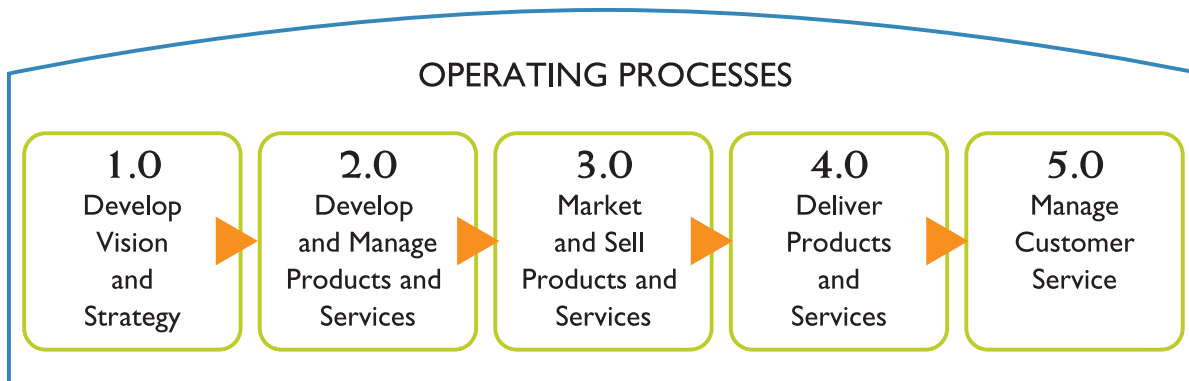 OPERATING PROCESSES
1.0
Develop
Vision
and
Strategy
2.0
Develop
and Manage
Products and
Services
3.0
Market
and Sell
Products and
Services
4.0
Deliver
Products
and
Services
5.0
Manage
Customer
Service